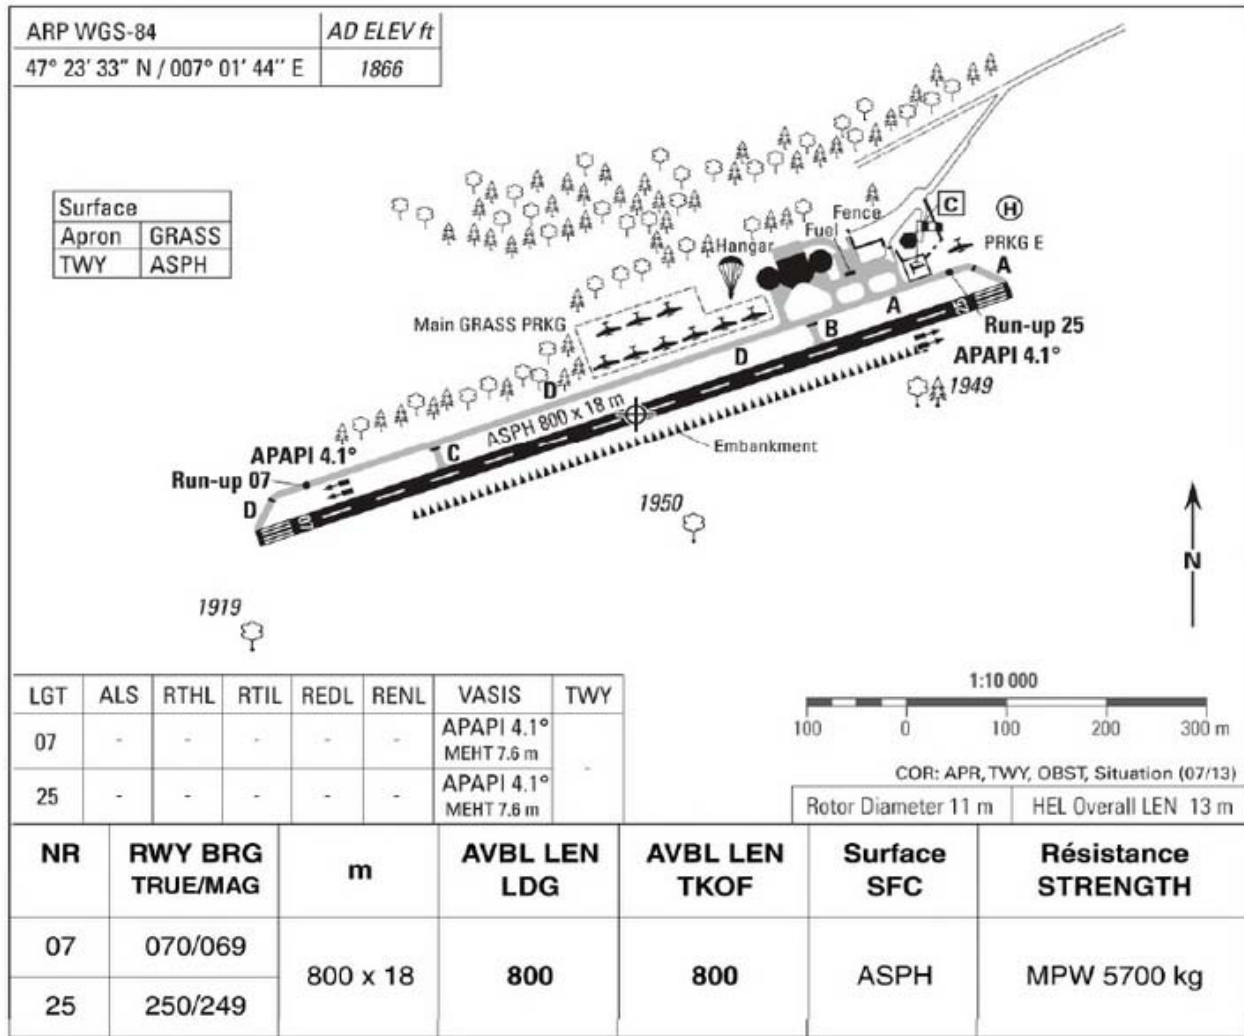 ARP WGS-84 AD ELEV ft
47° 23' 33" N / 007° 01' 44'' E 1866
Surface
Apron GRASS
TWY ASPH
C H
Fence
Fuel
Hangar
PRKG E
A
Main GRASS PRKG
A
25
Run-up 25
B
D
APAPI 4.1°
D
1949
ASPH 800 x 18 m
Embankment
APAPI 4.1°
C
Run-up 07
D
07
1950
N
1919
LGT ALS RTHL RTIL REDL RENL VASIS TWY
07 - - - - - APAPI 4.1° MEHT 7.6 m -
25 - - - - - APAPI 4.1° MEHT 7.6 m
1:10 000
100 0 100 200 300 m
COR: APR, TWY, OBST, Situation (07/13)
Rotor Diameter 11 m HEL Overall LEN 13 m
NR RWY BRG TRUE/MAG m AVBL LEN LDG AVBL LEN TKOF Surface SFC Résistance STRENGTH
07 070/069 800 x 18 800 800 ASPH MPW 5700 kg
25 250/249